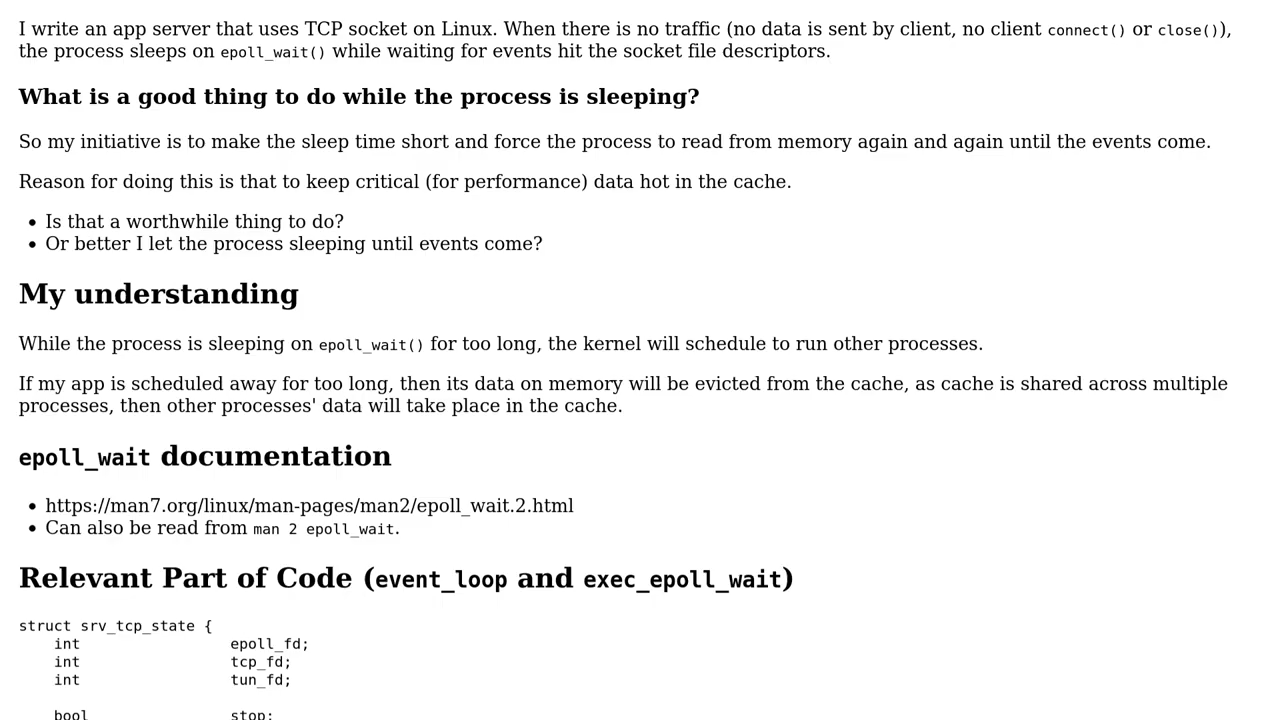 I write an app server that uses TCP socket on Linux. When there is no traffic (no data is sent by client, no client connect() or close()),
the process sleeps on epoll_wait() while waiting for events hit the socket file descriptors.
What is a good thing to do while the process is sleeping?
So my initiative is to make the sleep time short and force the process to read from memory again and again until the events come.
Reason for doing this is that to keep critical (for performance) data hot in the cache.
• Is that a worthwhile thing to do?
• Or better I let the process sleeping until events come?
My understanding
While the process is sleeping on epoll_wait() for too long, the kernel will schedule to run other processes.
If my app is scheduled away for too long, then its data on memory will be evicted from the cache, as cache is shared across multiple
processes, then other processes' data will take place in the cache.
epoll_wait documentation
• https://man7.org/linux/man-pages/man2/epoll_wait.2.html
• Can also be read from man 2 epoll_wait.
Relevant Part of Code (event_loop and exec_epoll_wait)
struct srv_tcp_state {
    int                 epoll_fd;
    int                 tcp_fd;
    int                 tun_fd;
    bool                stop;